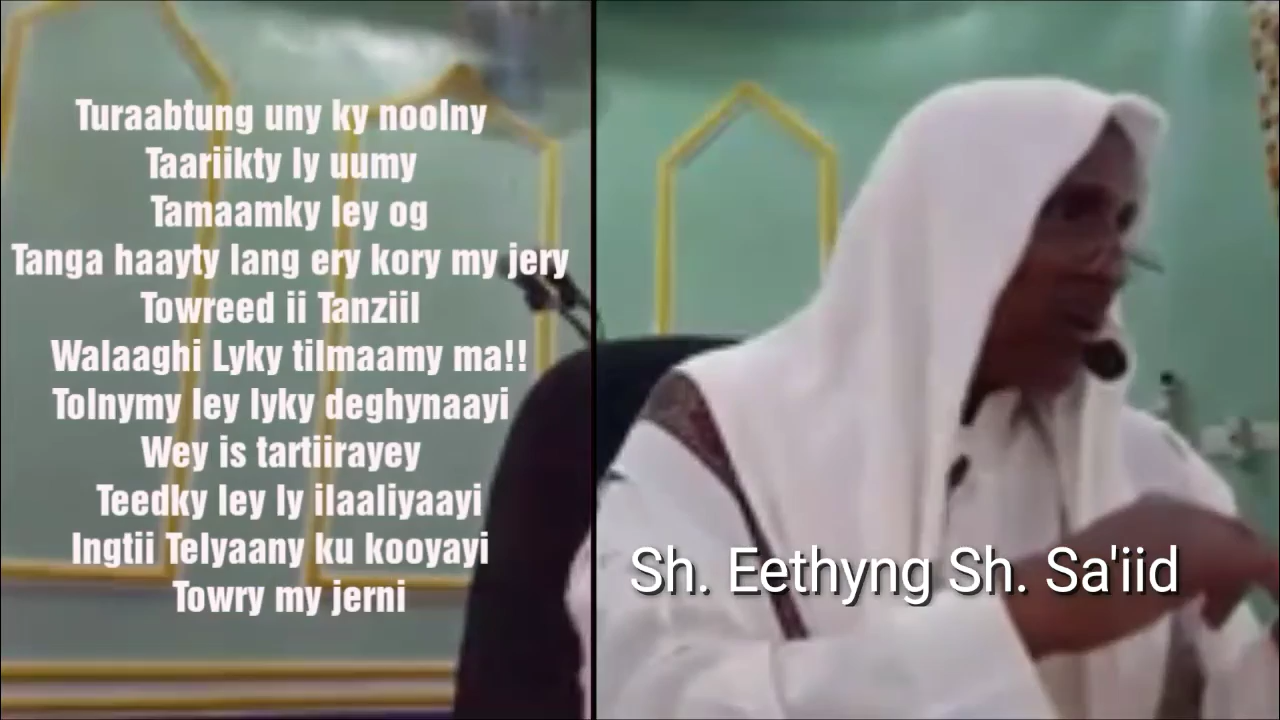 Turaabtung uny ky noolny
Taariikty ly uumy
Tamaamky ley og
Tanga haayty lang ery kory my jery
Towreed ii Tanziil
Walaaghi Lyky tilmaamy ma!!
Tolnymy ley lyky deghynaayi
Wey is tartiirayey
Teedky ley ly ilaaliyaayi
Ingtii Telyaany ku kooyayi
Towry my jerni
Sh. Eethyng Sh. Sa'iid